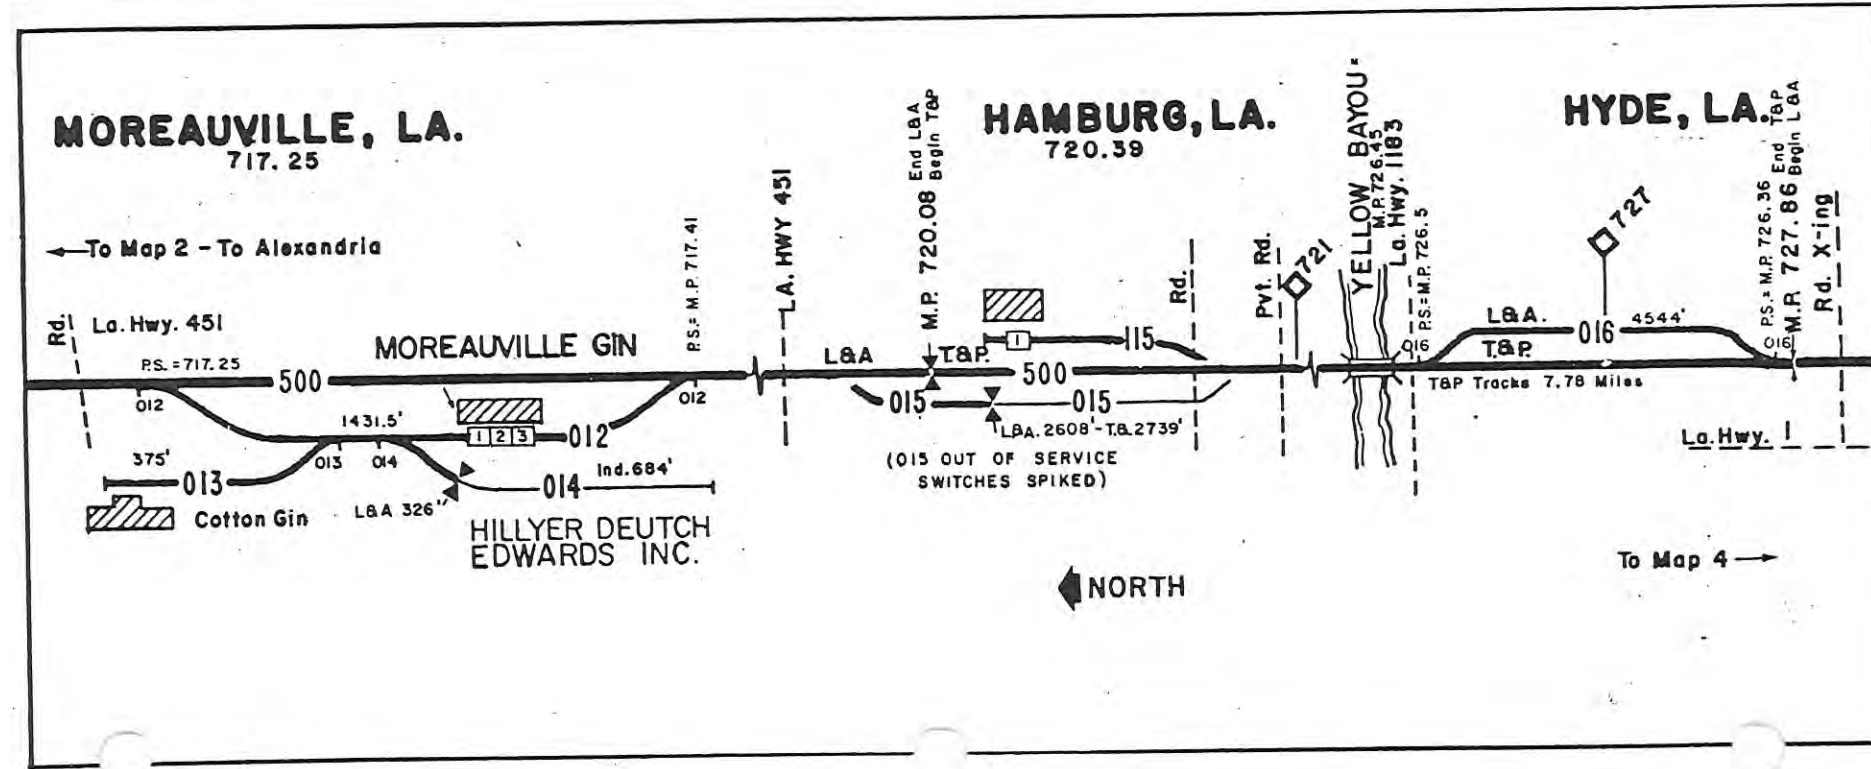 MOREAUVILLE, LA.
717.25
HAMBURG, LA.
720.39
HYDE, LA.
To Map 2 - To Alexandria
Rd.
La. Hwy. 451
P.S. = 717.25
500
MOREAUVILLE GIN
P.S. = M.P. 717.41
LA. HWY 451
012
1431.5'
1 2 3
012
012
375'
013
013
014
Ind. 684'
014
L&A 326'
Cotton Gin
HILLYER DEUTCH
EDWARDS INC.
M.P. 720.08
End L&A
Begin T&P
L&A
T.&P.
500
1
115
Rd.
Pvt. Rd.
721
015
015
L&A. 2608' - T.&. 2739'
(015 OUT OF SERVICE
SWITCHES SPIKED)
YELLOW BAYOU =
M.P. 726.45
La. Hwy. 1183
P.S. = M.P. 726.5
016
L&A.
016
4544'
T.&P.
T&P Tracks 7.78 Miles
727
P.S. = M.P. 726.36
016
M.P. 727.86
End T&P
Begin L&A
Rd. X-ing
La. Hwy. 1
To Map 4
NORTH